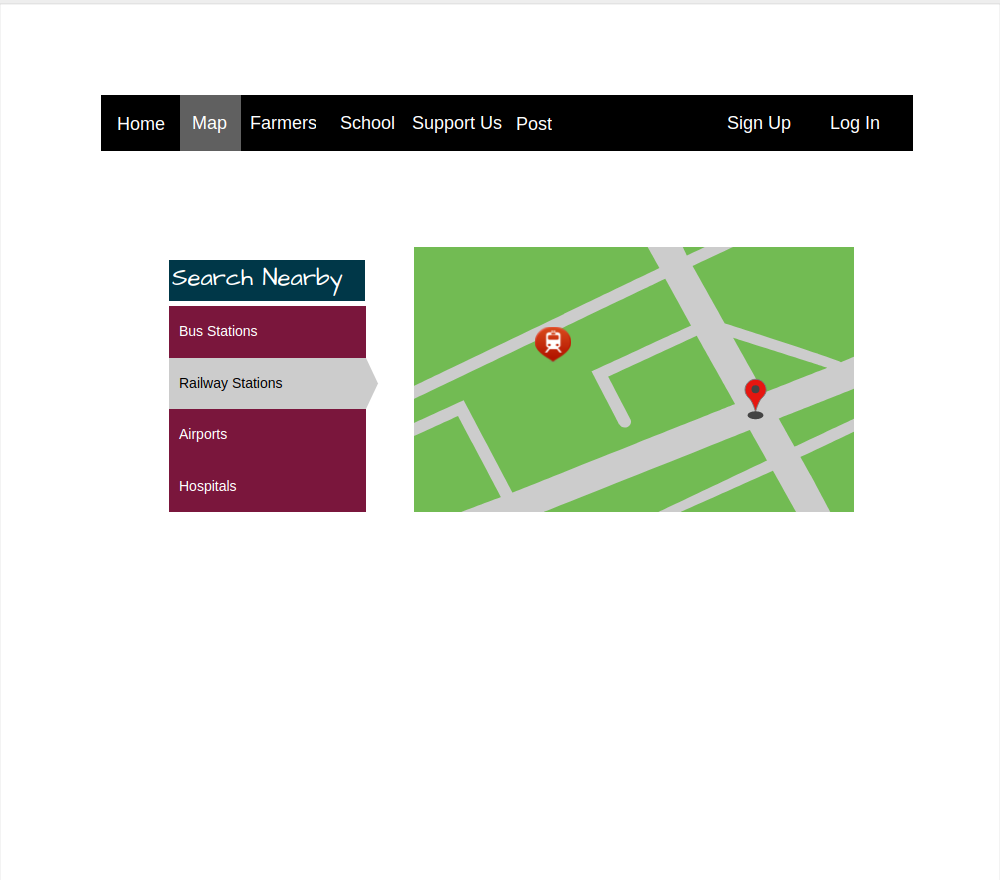 Home Map Farmers School Support Us Post Sign Up Log In
Search Nearby
Bus Stations
Railway Stations
Airports
Hospitals